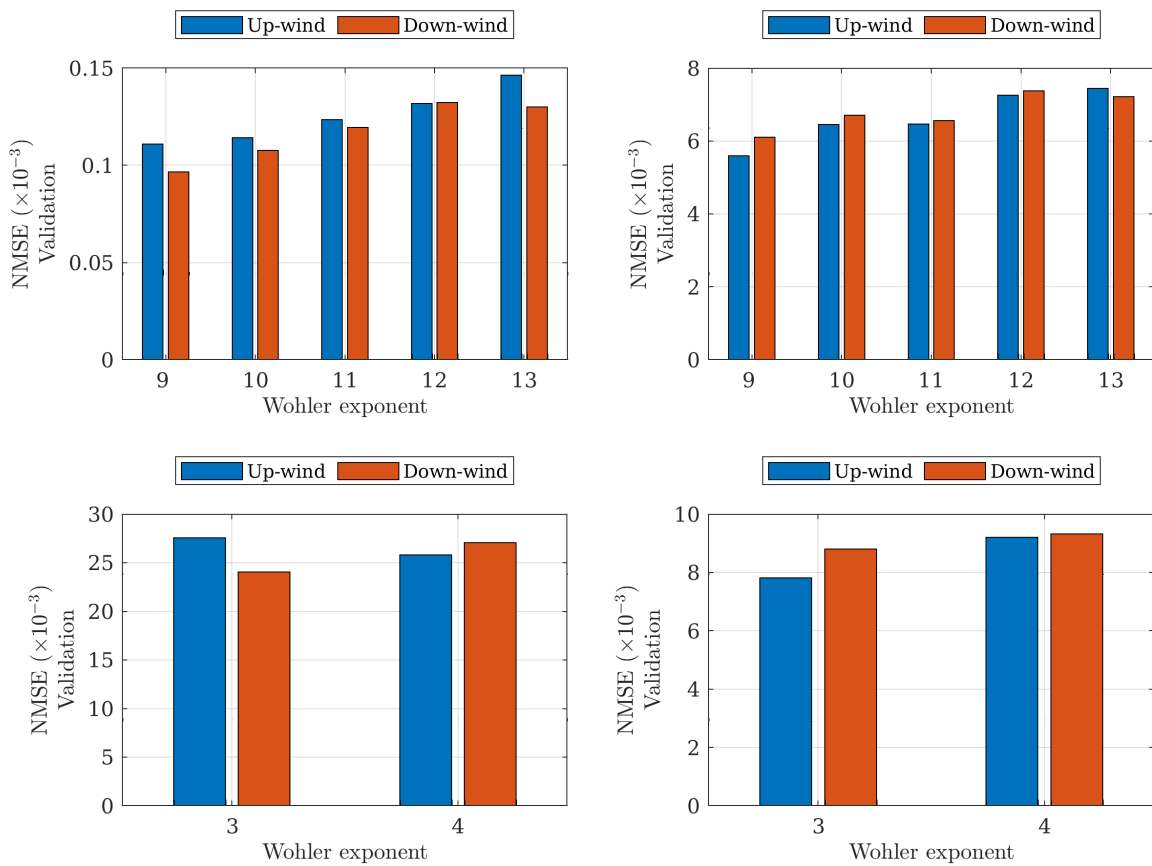 Up-wind Down-wind
NMSE (×10⁻³)
Validation
0.15
0.1
0.05
0
9 10 11 12 13
Wohler exponent
Up-wind Down-wind
NMSE (×10⁻³)
Validation
8
6
4
2
0
9 10 11 12 13
Wohler exponent
Up-wind Down-wind
NMSE (×10⁻³)
Validation
30
25
20
15
10
5
0
3 4
Wohler exponent
Up-wind Down-wind
NMSE (×10⁻³)
Validation
10
8
6
4
2
0
3 4
Wohler exponent